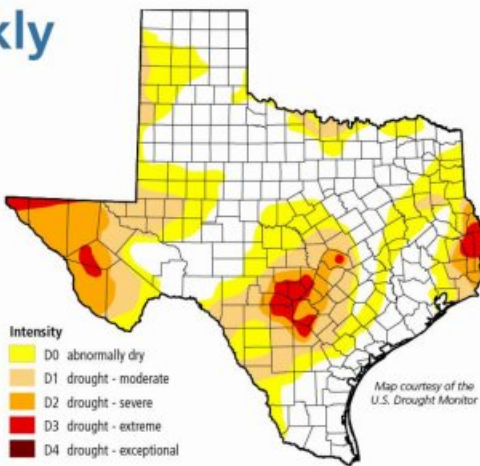 kly
Intensity
D0 abnormally dry
D1 drought - moderate
D2 drought - severe
D3 drought - extreme
D4 drought - exceptional
Map courtesy of the
U.S. Drought Monitor